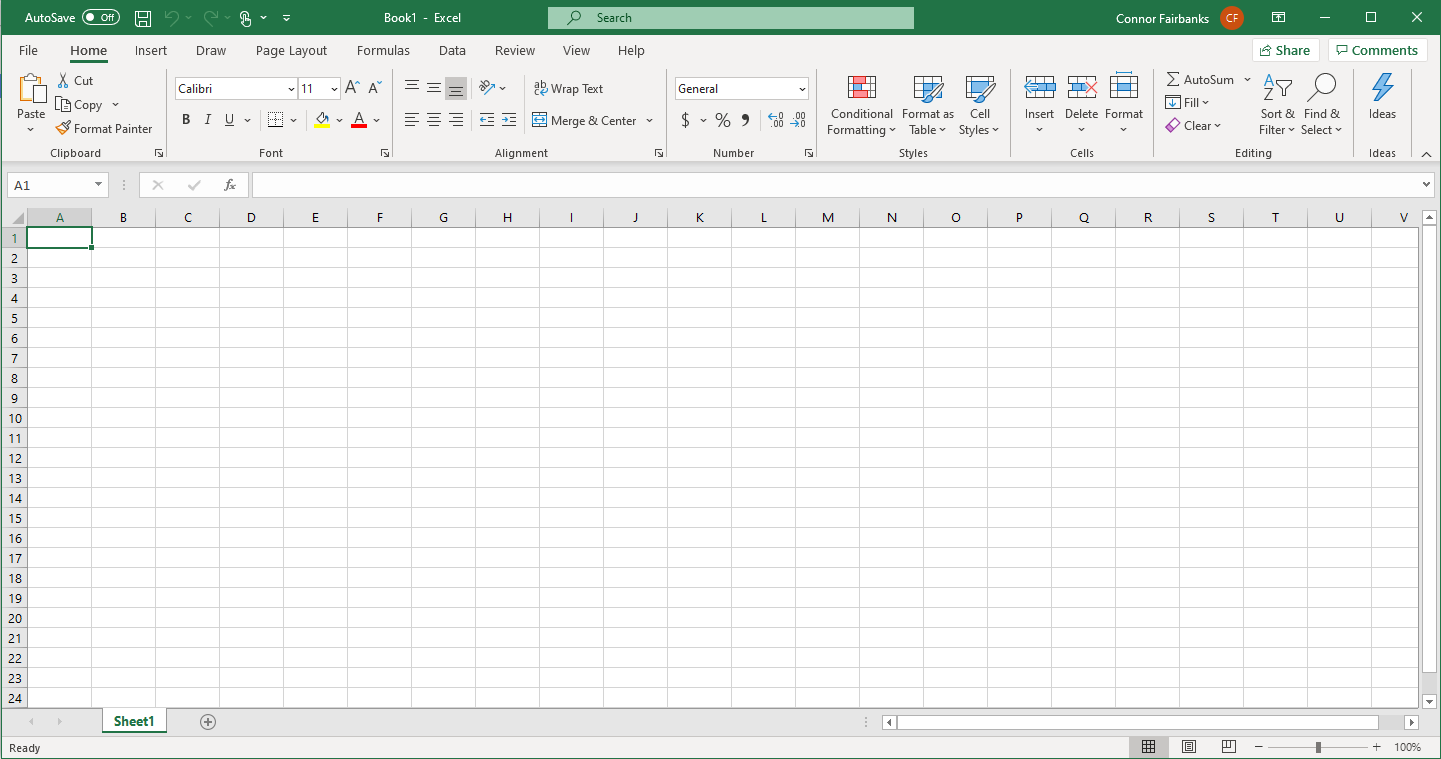 AutoSave Off Book1 - Excel Search Connor Fairbanks CF
File Home Insert Draw Page Layout Formulas Data Review View Help Share Comments
Paste Cut Copy Format Painter
Clipboard
Calibri 11 A A
B I U A
Font
ab c Wrap Text
Merge & Center
Alignment
General
$ % , .00 .0 .00 .0
Number
Conditional Formatting Format as Table Cell Styles
Styles
Insert Delete Format
Cells
AutoSum Fill Clear
A Z Sort & Filter Find & Select
Editing
Ideas
Ideas
A1 fx
A B C D E F G H I J K L M N O P Q R S T U V
1
2
3
4
5
6
7
8
9
10
11
12
13
14
15
16
17
18
19
20
21
22
23
24
Sheet1
Ready 100%